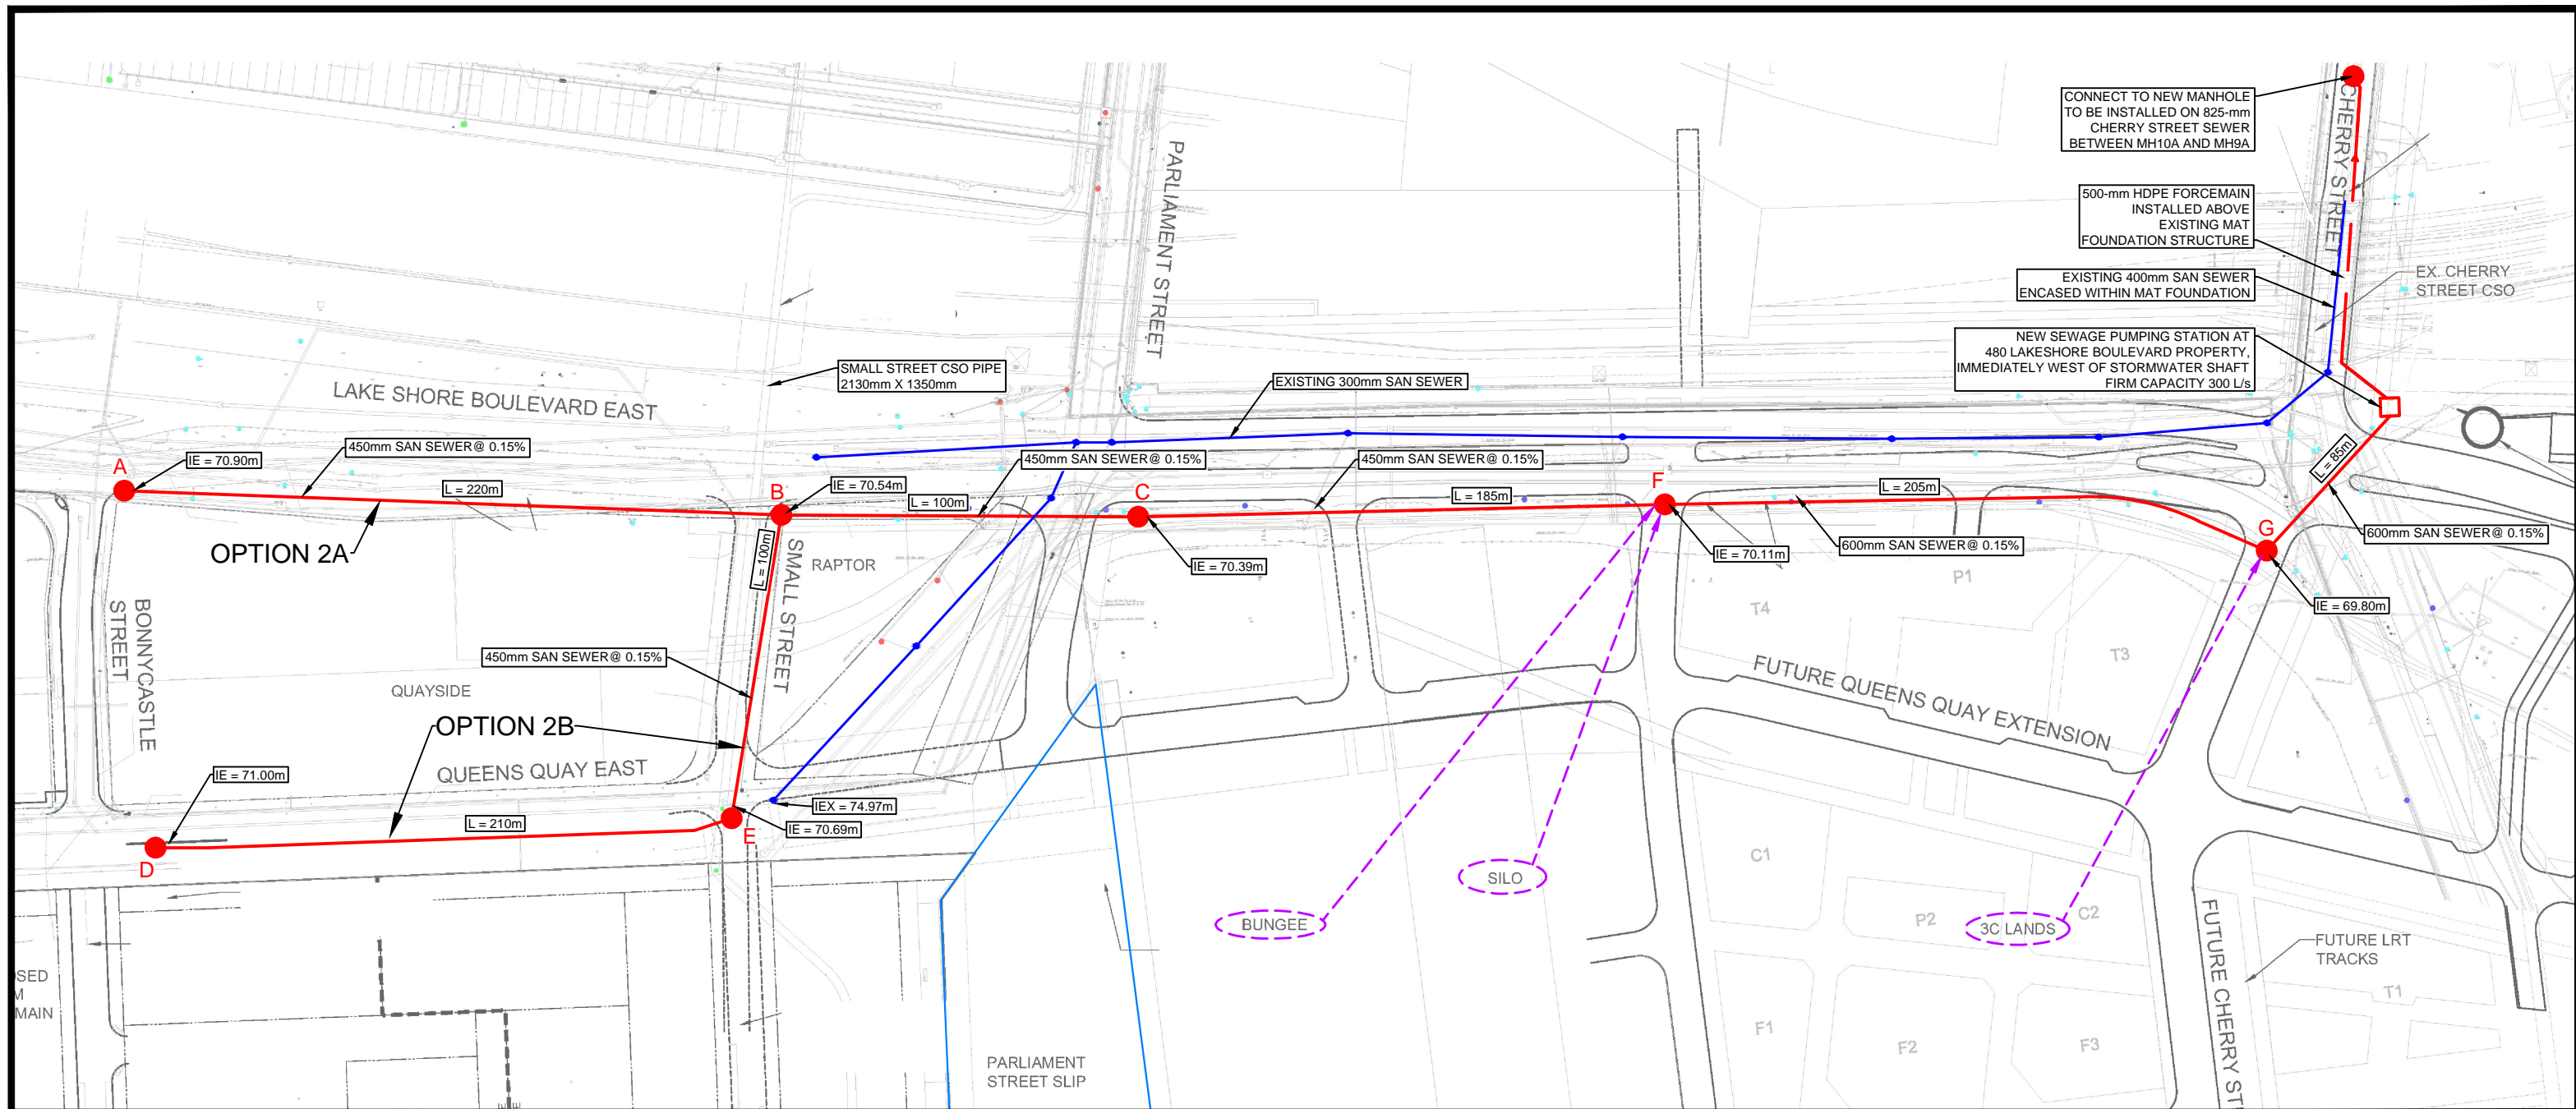 CONNECT TO NEW MANHOLE
TO BE INSTALLED ON 825-mm
CHERRY STREET SEWER
BETWEEN MH10A AND MH9A
CHERRY STREET
PARLIAMENT STREET
500-mm HDPE FORCEMAIN
INSTALLED ABOVE
EXISTING MAT
FOUNDATION STRUCTURE
EXISTING 400mm SAN SEWER
ENCASED WITHIN MAT FOUNDATION
EX. CHERRY
STREET CSO
NEW SEWAGE PUMPING STATION AT
480 LAKESHORE BOULEVARD PROPERTY,
IMMEDIATELY WEST OF STORMWATER SHAFT
FIRM CAPACITY 300 L/s
SMALL STREET CSO PIPE
2130mm X 1350mm
EXISTING 300mm SAN SEWER
LAKE SHORE BOULEVARD EAST
450mm SAN SEWER@ 0.15%
A
IE = 70.90m
L = 220m
B
IE = 70.54m
L = 100m
450mm SAN SEWER@ 0.15%
C
450mm SAN SEWER@ 0.15%
L = 185m
F
L = 205m
L = 85m
G
OPTION 2A
L = 100m
SMALL STREET
RAPTOR
IE = 70.39m
IE = 70.11m
600mm SAN SEWER@ 0.15%
600mm SAN SEWER@ 0.15%
IE = 69.80m
P1
T4
T3
BONNYCASTLE
STREET
450mm SAN SEWER@ 0.15%
QUAYSIDE
OPTION 2B
FUTURE QUEENS QUAY EXTENSION
QUEENS QUAY EAST
IE = 71.00m
IEX = 74.97m
IE = 70.69m
L = 210m
D
E
C1
SILO
BUNGEE
P2
3C LANDS
C2
FUTURE LRT
TRACKS
T1
FUTURE CHERRY ST
OSED
M
MAIN
PARLIAMENT
STREET SLIP
F1
F2
F3